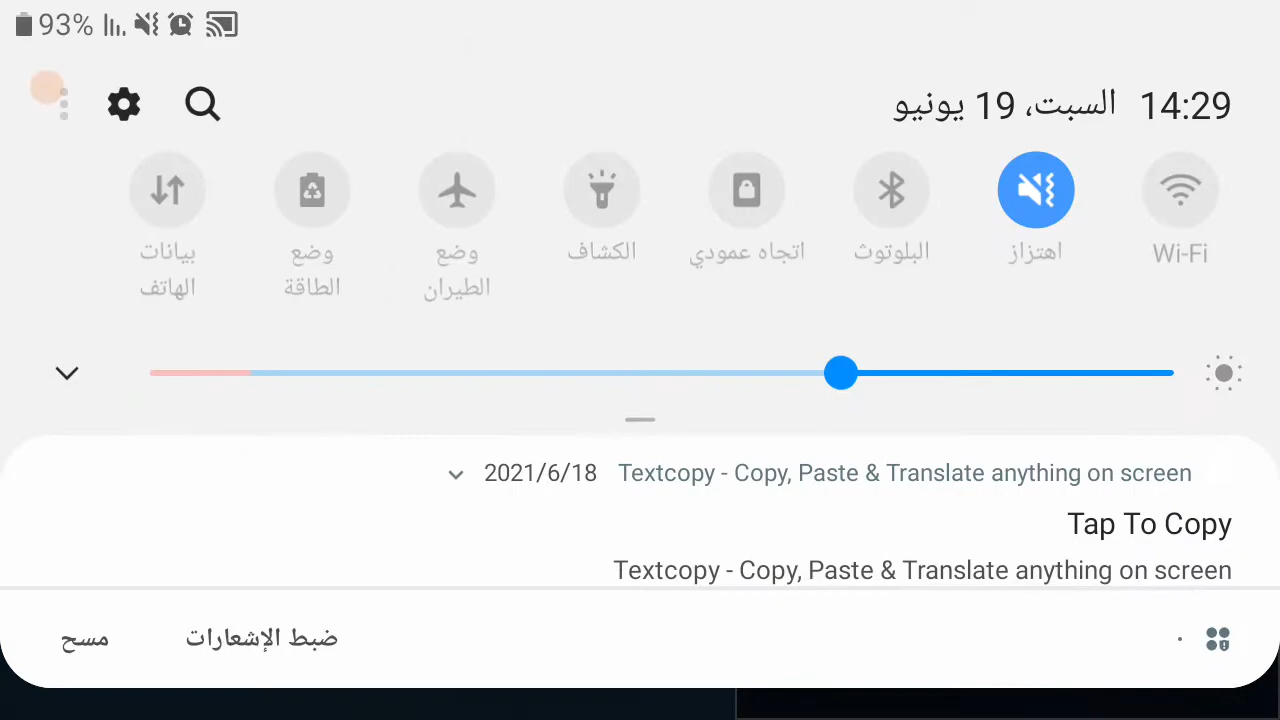 93%
14:29 السبت، 19 يونيو
Wi-Fi
اهتزاز
البلوتوث
اتجاه عمودي
الكشاف
وضع
الطيران
وضع
الطاقة
بيانات
الهاتف
Textcopy - Copy, Paste & Translate anything on screen 2021/6/18
Tap To Copy
Textcopy - Copy, Paste & Translate anything on screen
ضبط الإشعارات
مسح